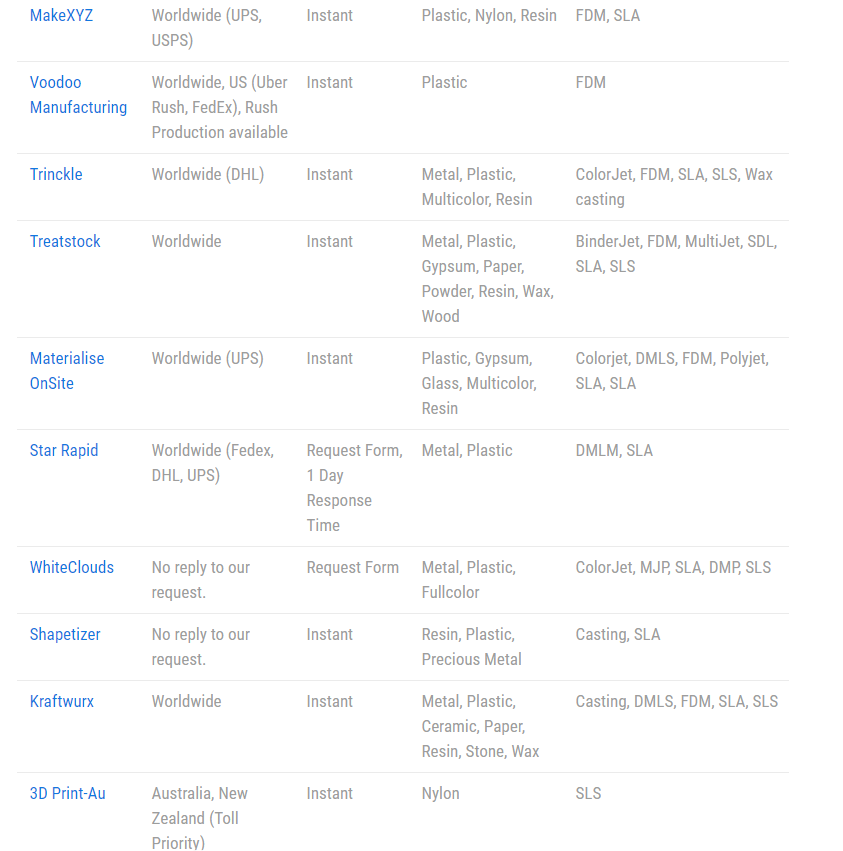 MakeXYZ Worldwide (UPS, Instant Plastic, Nylon, Resin FDM, SLA
USPS)
Voodoo Worldwide, US (Uber Instant Plastic FDM
Manufacturing Rush, FedEx), Rush
Production available
Trinckle Worldwide (DHL) Instant Metal, Plastic, ColorJet, FDM, SLA, SLS, Wax
Multicolor, Resin casting
Treatstock Worldwide Instant Metal, Plastic, BinderJet, FDM, MultiJet, SDL,
Gypsum, Paper, SLA, SLS
Powder, Resin, Wax,
Wood
Materialise Worldwide (UPS) Instant Plastic, Gypsum, Colorjet, DMLS, FDM, Polyjet,
OnSite Glass, Multicolor, SLA, SLA
Resin
Star Rapid Worldwide (Fedex, Request Form, Metal, Plastic DMLM, SLA
DHL, UPS) 1 Day
Response
Time
WhiteClouds No reply to our Request Form Metal, Plastic, ColorJet, MJP, SLA, DMP, SLS
request. Fullcolor
Shapetizer No reply to our Instant Resin, Plastic, Casting, SLA
request. Precious Metal
Kraftwurx Worldwide Instant Metal, Plastic, Casting, DMLS, FDM, SLA, SLS
Ceramic, Paper,
Resin, Stone, Wax
3D Print-Au Australia, New Instant Nylon SLS
Zealand (Toll
Priority)